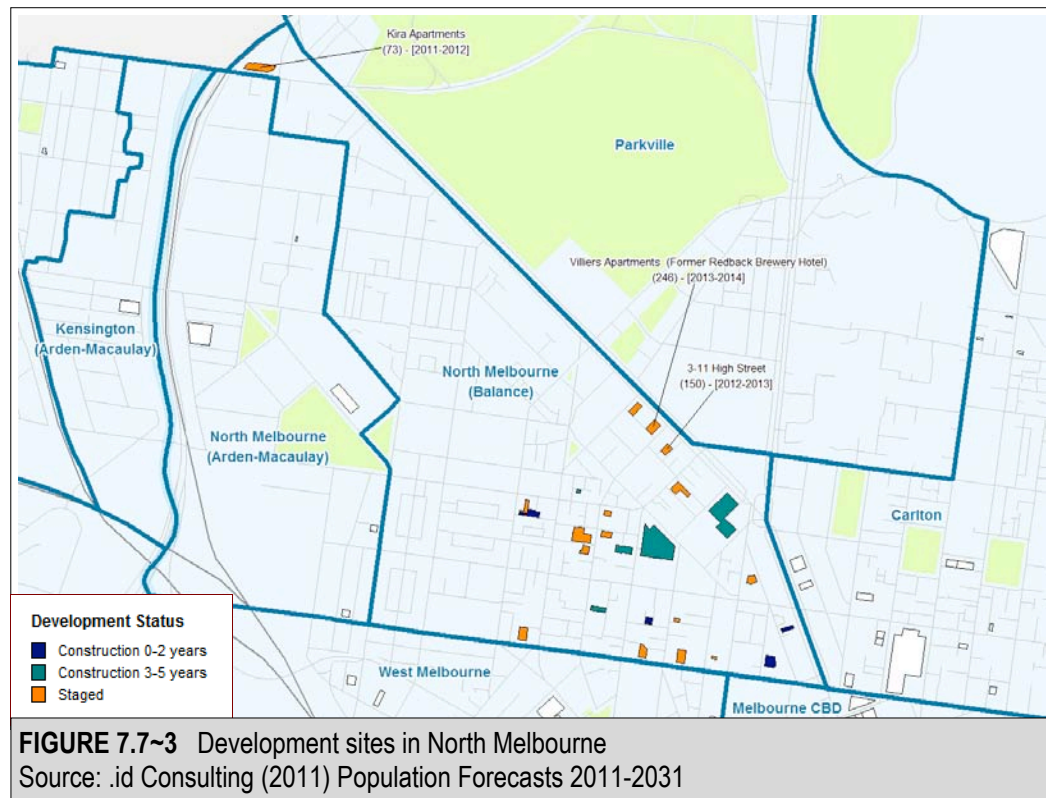 Kira Apartments
(73) - [2011-2012]
Parkville
Villiers Apartments (Former Redback Brewery Hotel)
(246) - [2013-2014]
Kensington
(Arden-Macaulay)
3-11 High Street
(150) - [2012-2013]
North Melbourne
(Balance)
North Melbourne
(Arden-Macaulay)
Carlton
Development Status
Construction 0-2 years
Construction 3-5 years
Staged
West Melbourne
Melbourne CBD
FIGURE 7.7~3 Development sites in North Melbourne
Source: .id Consulting (2011) Population Forecasts 2011-2031